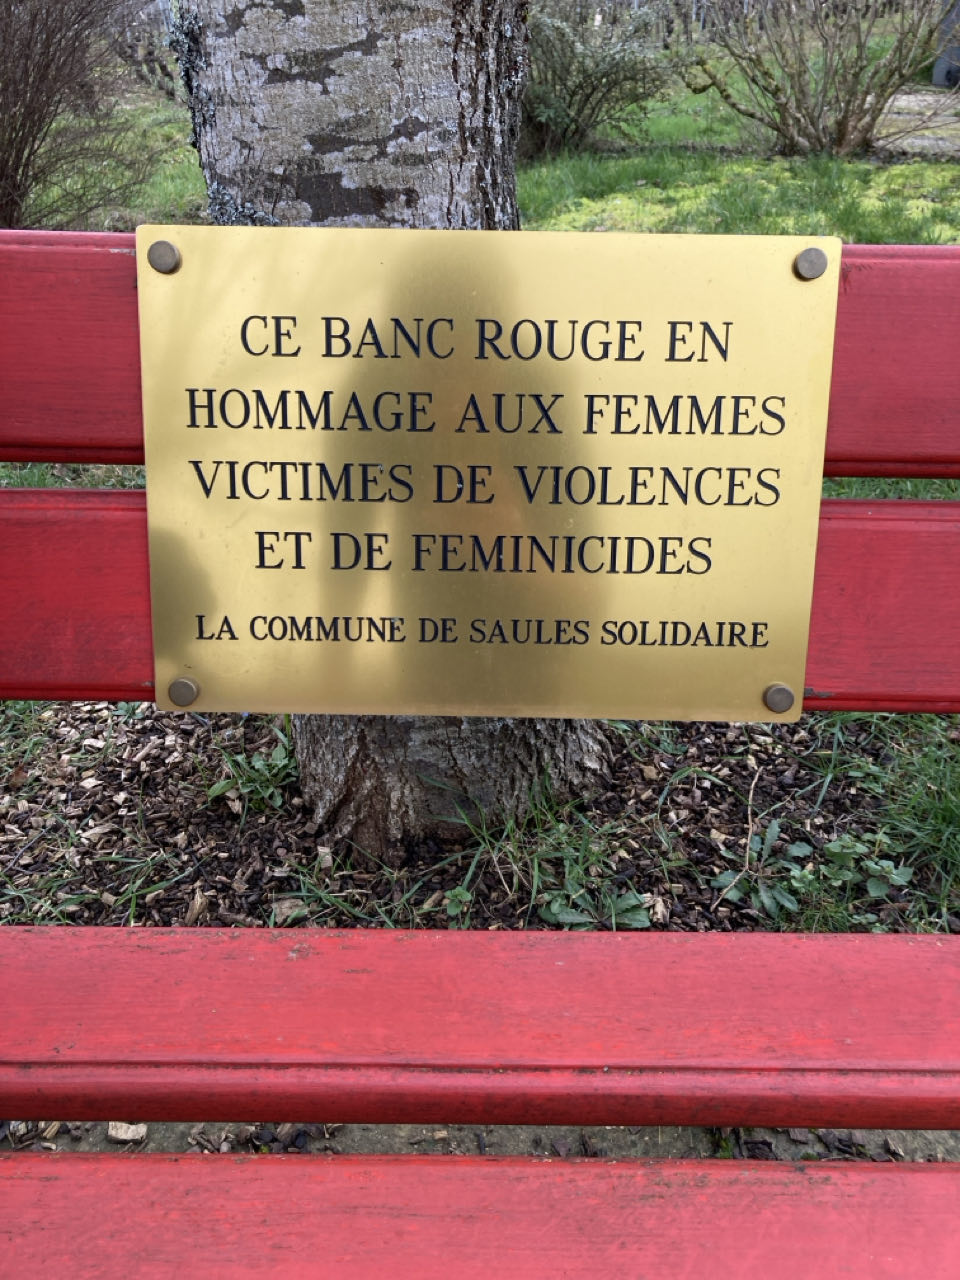 CE BANC ROUGE EN
HOMMAGE AUX FEMMES
VICTIMES DE VIOLENCES
ET DE FEMINICIDES
LA COMMUNE DE SAULES SOLIDAIRE